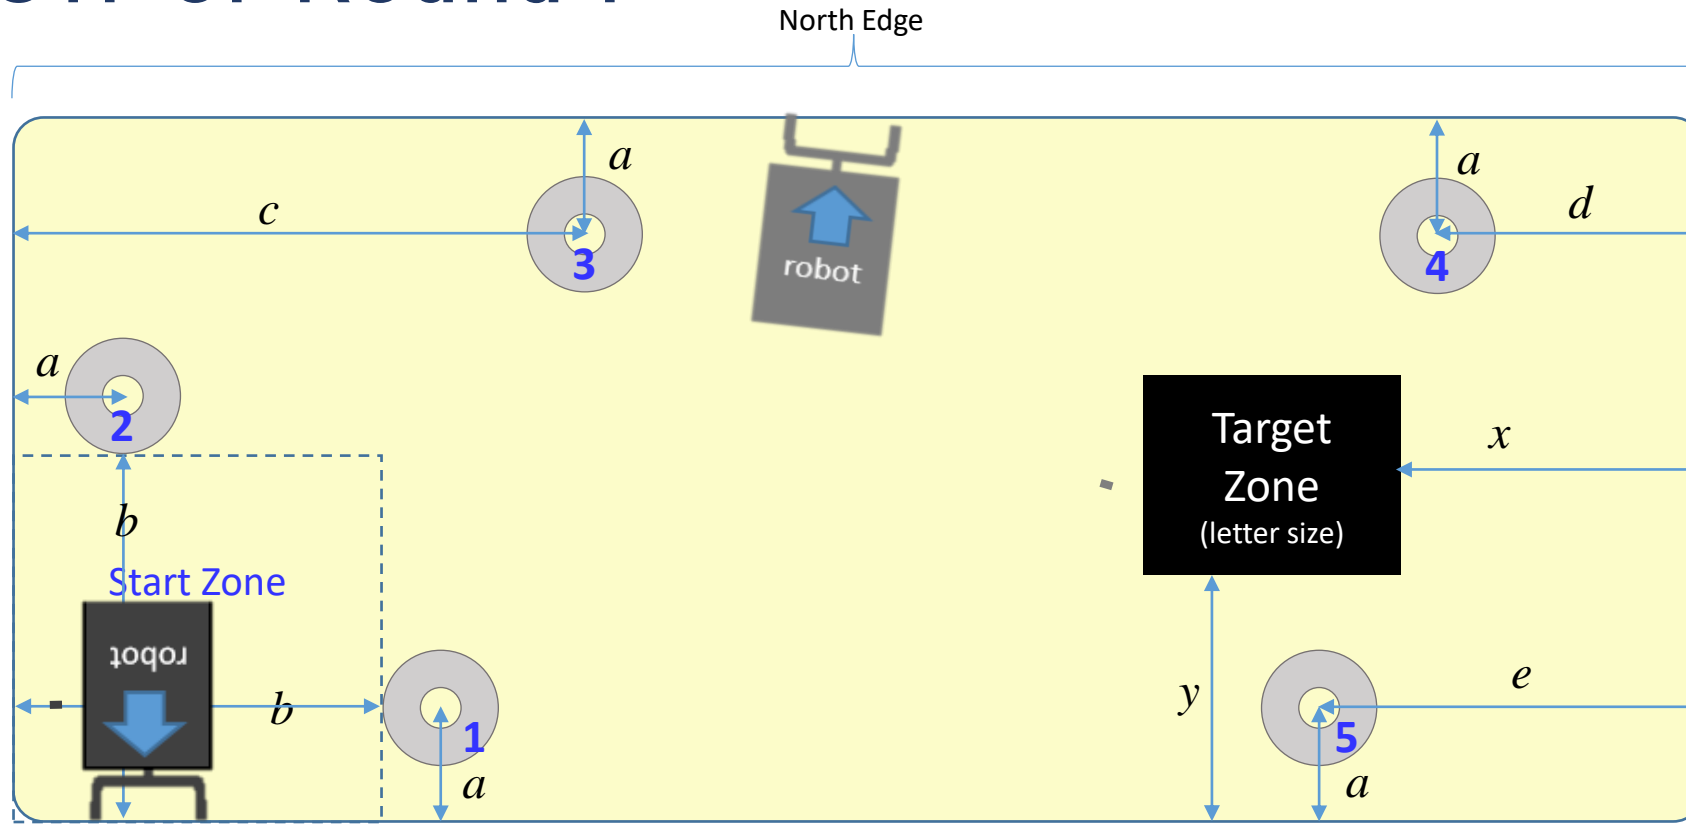 North Edge
a
a
c
d
3
robot
4
a
2
Target
Zone
(letter size)
x
b
Start Zone
robot
b
y
e
1
5
a
a